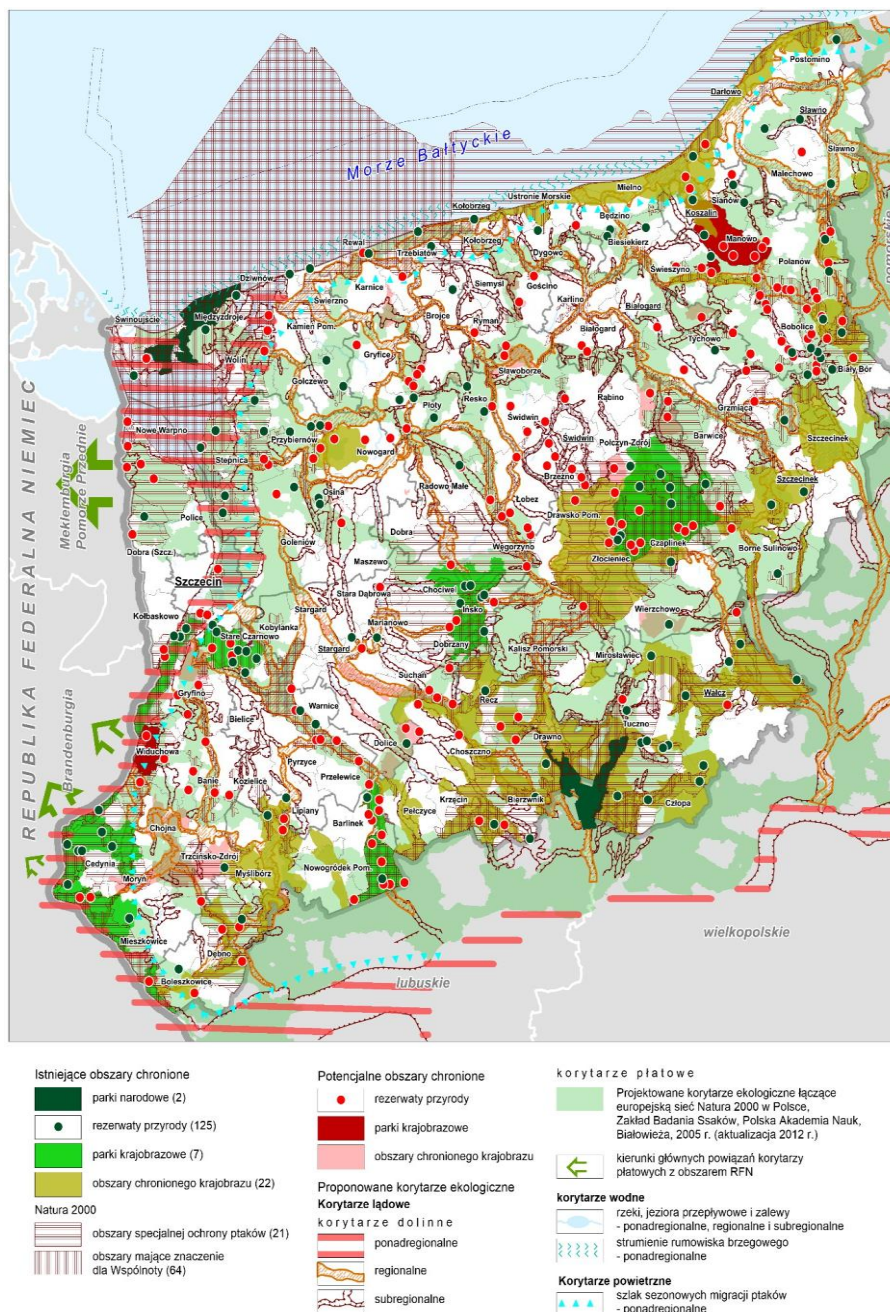 Postomino
Darłowo
Sławno
Sławno
Malechowo
Morze Bałtyckie
Mielno
Ustronie Morskie
Sianów
Koszalin
Kołobrzeg
Będzino
Manowo
Rewal
Kołobrzeg
Biesiekierz
Trzebiatów
Dygowo
Polanów
Dziwnów
Karnice
Siemyśl
Gościno
Świeszyno
Świerzno
Karlino
Białogard
Międzyzdroje
Brojce
Świnoujście
Kamień Pom.
Rymań
Białogard
Bobolice
Tychowo
Wolin
Gryfice
Sławoborze
Biały Bór
Golczewo
Resko
Rąbino
Płoty
Grzmiąca
Świdwin
Nowe Warpno
Świdwin
Połczyn-Zdrój
Barwice
Przybiernów
Szczecinek
Stepnica
Nowogard
Brzeżno
Radowo Małe
Szczecinek
Osina
Łobez
Drawsko Pom.
Police
Dobra
Goleniów
Węgorzyno
Czaplinek
Borne Sulinowo
Dobra (Szcz.)
Złocieniec
Maszewo
Szczecin
Chociwel
Stara Dąbrowa
Ińsko
Wierzchowo
Kołbaskowo
Stargard
Marianowo
Kobylanka
Stare Czarnowo
Stargard
Dobrzany
Kalisz Pomorski
Mirosławiec
Suchań
Gryfino
Recz
Wałcz
Warnice
Bielice
Tuczno
Drawno
Widuchowa
Dolice
Choszczno
Pyrzyce
Banie
Kozielice
Przelewice
Krzęcin
Bierzwnik
Człopa
Lipiany
Pełczyce
Barlinek
Chojna
Trzcińsko-Zdrój
Cedynia
Nowogródek Pom.
Moryń
Myślibórz
Mieszkowice
Dębno
Boleszkowice
REPUBLIKA FEDERALNA NIEMIEC
Meklemburgia
Pomorze Przednie
Brandenburgia
wielkopolskie
lubuskie
Istniejące obszary chronione
parki narodowe (2)
rezerwaty przyrody (125)
parki krajobrazowe (7)
obszary chronionego krajobrazu (22)
Natura 2000
obszary specjalnej ochrony ptaków (21)
obszary mające znaczenie
dla Wspólnoty (64)
Potencjalne obszary chronione
rezerwaty przyrody
parki krajobrazowe
obszary chronionego krajobrazu
Proponowane korytarze ekologiczne
Korytarze lądowe
korytarze dolinne
ponadregionalne
regionalne
subregionalne
korytarze płatowe
Projektowane korytarze ekologiczne łączące
europejską sieć Natura 2000 w Polsce,
Zakład Badania Ssaków, Polska Akademia Nauk,
Białowieża, 2005 r. (aktualizacja 2012 r.)
kierunki głównych powiązań korytarzy
płatowych z obszarem RFN
korytarze wodne
rzeki, jeziora przepływowe i zalewy
- ponadregionalne, regionalne i subregionalne
strumienie rumowiska brzegowego
- ponadregionalne
Korytarze powietrzne
szlak sezonowych migracji ptaków
- ponadregionalne